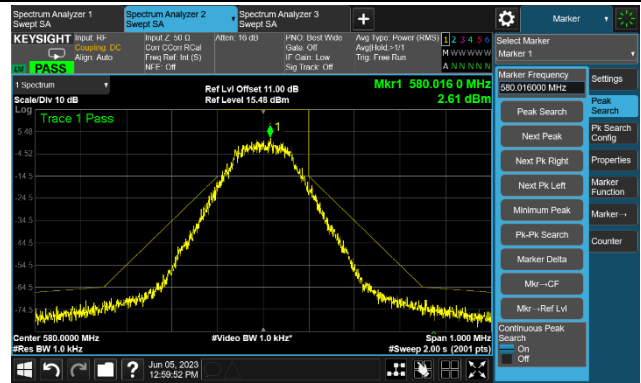 Spectrum Analyzer 1
Swept SA
Spectrum Analyzer 2
Swept SA
Spectrum Analyzer 3
Swept SA
+
Marker
KEYSIGHT
Input: RF
Coupling: DC
Align: Auto
Input Z: 50 Ω
Corr CCorr RCal
Freq Ref: Int (S)
NFE: Off
Atten: 16 dB
PNO: Best Wide
Gate: Off
IF Gain: Low
Sig Track: Off
Avg Type: Power (RMS)
Avg|Hold:>1/1
Trig: Free Run
1 2 3 4 5 6
M W W W W W
A N N N N N
LVI PASS
Select Marker
Marker 1
1 Spectrum
Scale/Div 10 dB
Ref Lvl Offset 11.00 dB
Ref Level 15.48 dBm
Mkr1 580.016 0 MHz
2.61 dBm
Log
Trace 1 Pass
1
5.48
-4.52
-14.5
-24.5
-34.5
-44.5
-54.5
-64.5
-74.5
Center 580.0000 MHz
#Res BW 1.0 kHz
#Video BW 1.0 kHz*
Span 1.000 MHz
#Sweep 2.00 s (2001 pts)
Marker Frequency
580.016000 MHz
Peak Search
Next Peak
Next Pk Right
Next Pk Left
Minimum Peak
Pk-Pk Search
Marker Delta
Mkr→CF
Mkr→Ref Lvl
Continuous Peak
Search
On
Off
Settings
Peak
Search
Pk Search
Config
Properties
Marker
Function
Marker→
Counter
?
Jun 05, 2023
12:59:52 PM